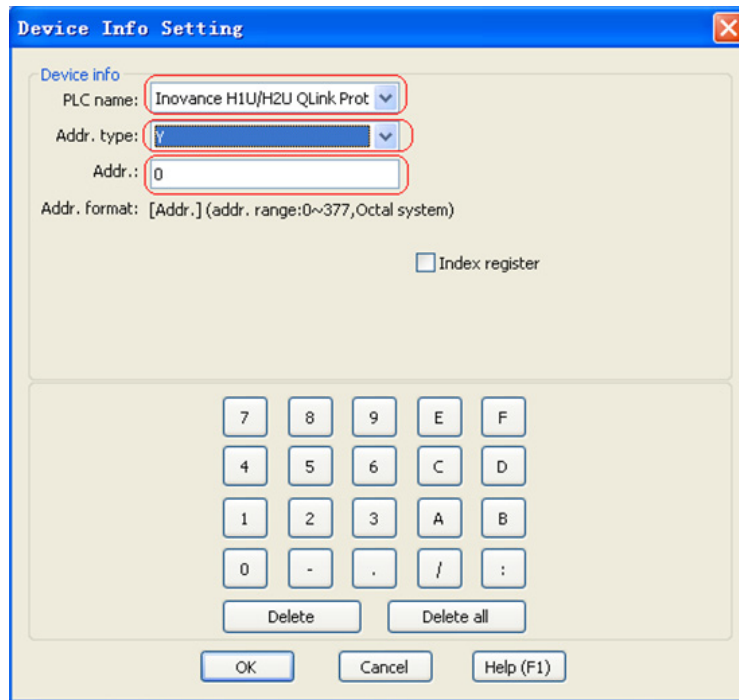 Device Info Setting
Device info
PLC name: Inovance H1U/H2U QLink Prot
Addr. type: Y
Addr.: 0
Addr. format: [Addr.] (addr. range:0~377,Octal system)
Index register
7 8 9 E F
4 5 6 C D
1 2 3 A B
0 - . / :
Delete Delete all
OK Cancel Help (F1)